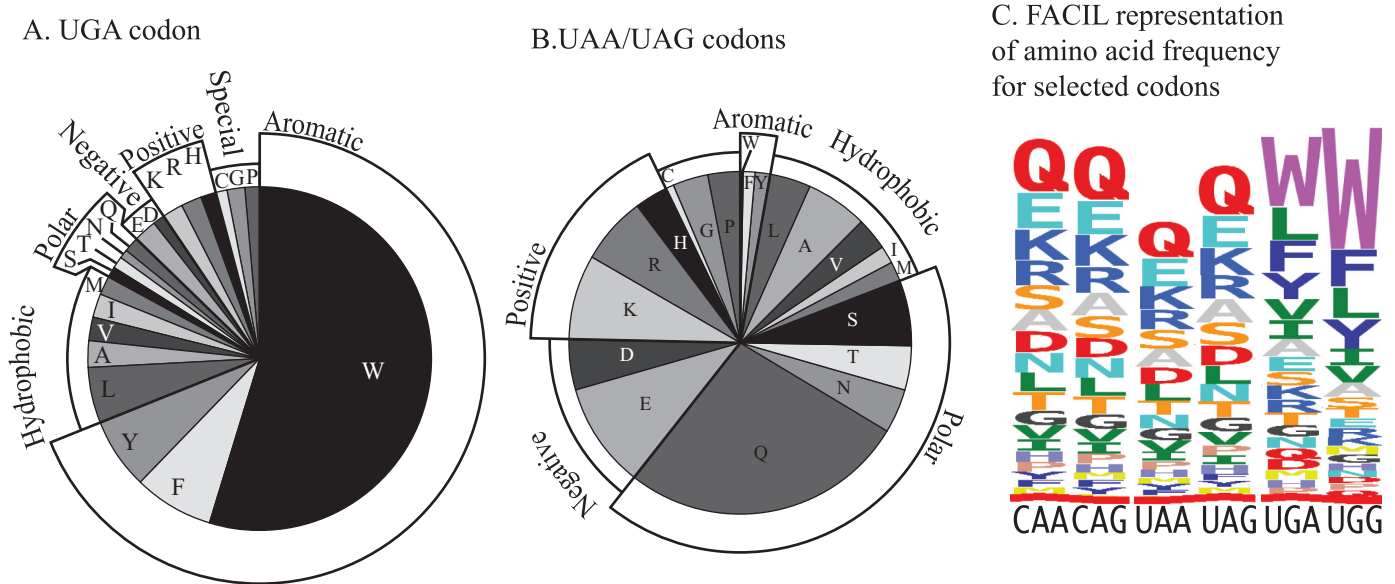 A. UGA codon
Aromatic
Special
Positive
Negative
Polar
Hydrophobic
P
G
C
H
R
K
D
E
Q
N
T
S
M
I
V
A
L
Y
F
W
B.UAA/UAG codons
Aromatic
Hydrophobic
Polar
Negative
Positive
W
F
Y
L
A
V
I
M
S
T
N
Q
E
D
K
R
H
C
G
P
C. FACIL representation
of amino acid frequency
for selected codons
Q Q Q Q W W
E E E E L F
K K K K F L
R R R R Y Y
S A S A V I
A S A S I V
D D D D A A
N N L L E S
L L T N S T
T T N T K E
G G G G R R
CAA CAG UAA UAG UGA UGG